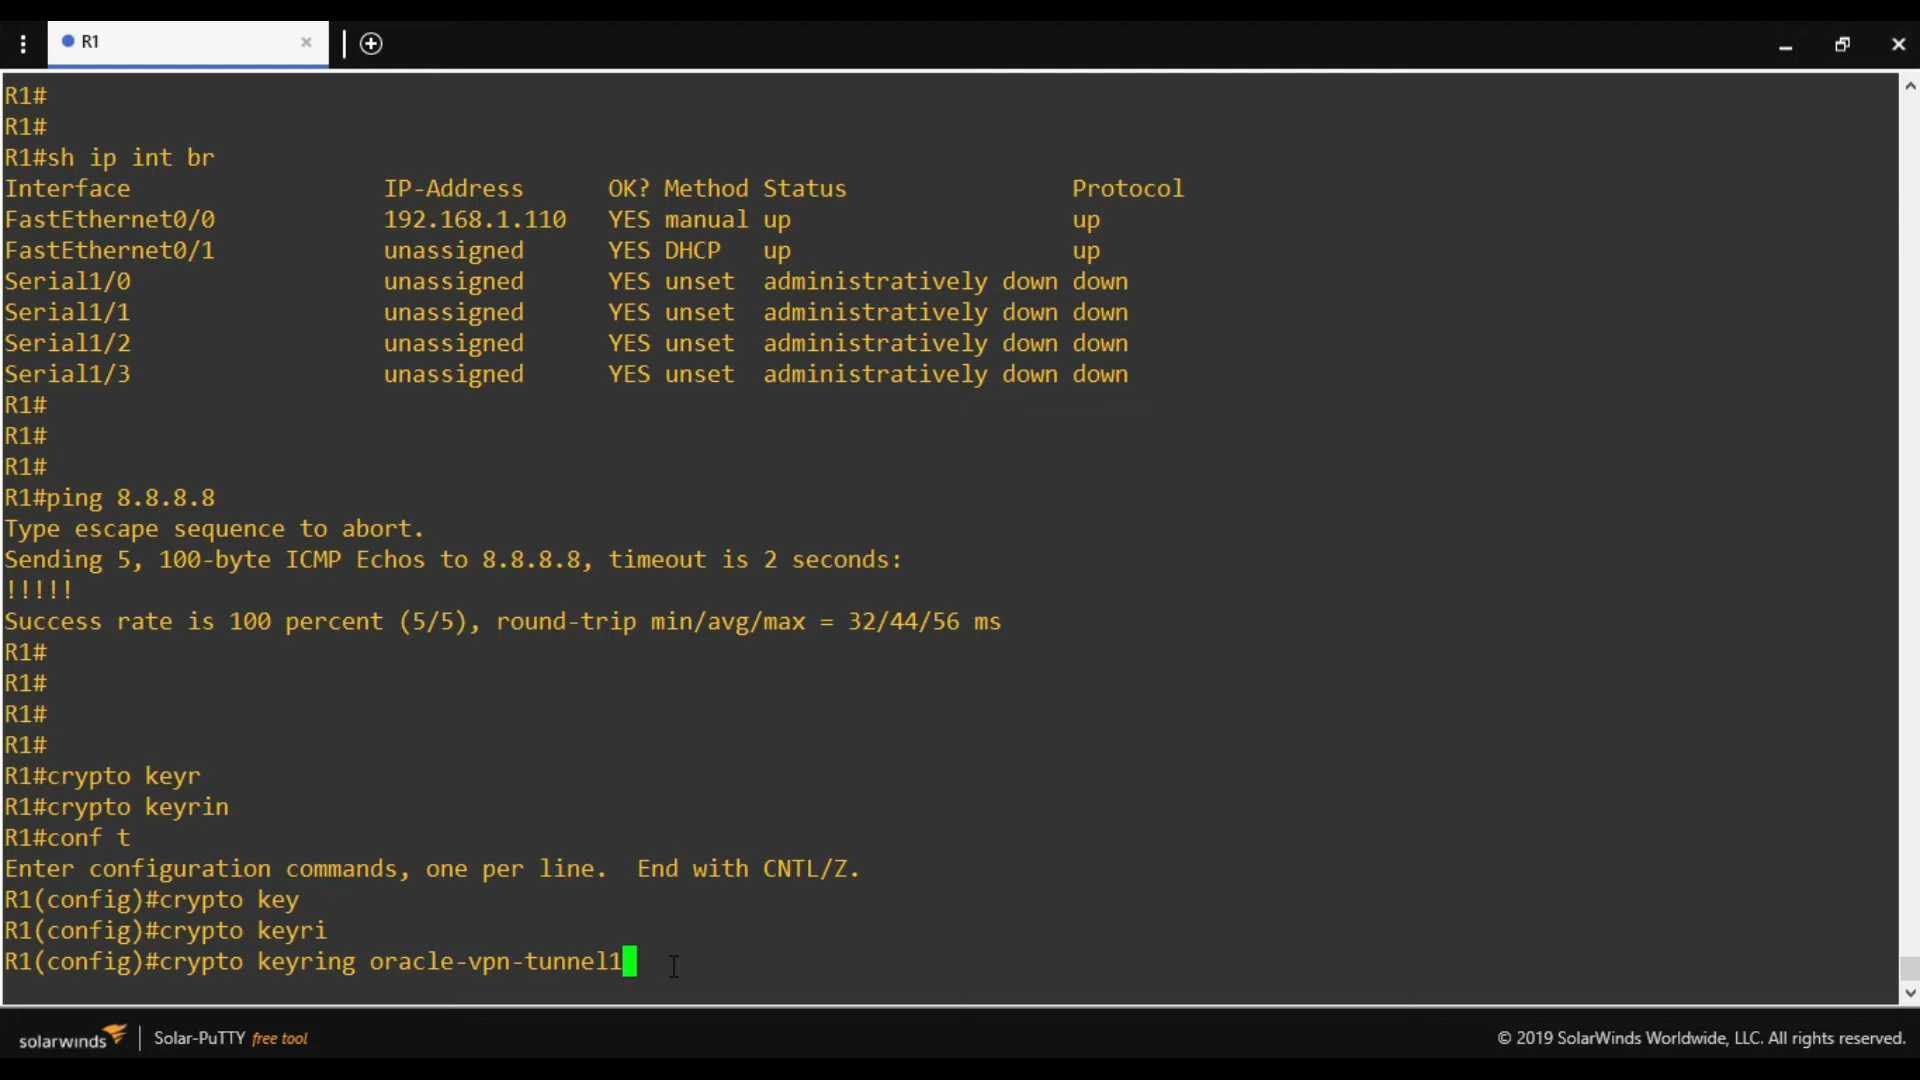 R1
R1#
R1#
R1#sh ip int br
Interface IP-Address OK? Method Status Protocol
FastEthernet0/0 192.168.1.110 YES manual up up
FastEthernet0/1 unassigned YES DHCP up up
Serial1/0 unassigned YES unset administratively down down
Serial1/1 unassigned YES unset administratively down down
Serial1/2 unassigned YES unset administratively down down
Serial1/3 unassigned YES unset administratively down down
R1#
R1#
R1#
R1#ping 8.8.8.8
Type escape sequence to abort.
Sending 5, 100-byte ICMP Echos to 8.8.8.8, timeout is 2 seconds:
!!!!!
Success rate is 100 percent (5/5), round-trip min/avg/max = 32/44/56 ms
R1#
R1#
R1#
R1#
R1#crypto keyr
R1#crypto keyrin
R1#conf t
Enter configuration commands, one per line. End with CNTL/Z.
R1(config)#crypto key
R1(config)#crypto keyri
R1(config)#crypto keyring oracle-vpn-tunnel1
solarwinds Solar-PuTTY free tool © 2019 SolarWinds Worldwide, LLC. All rights reserved.